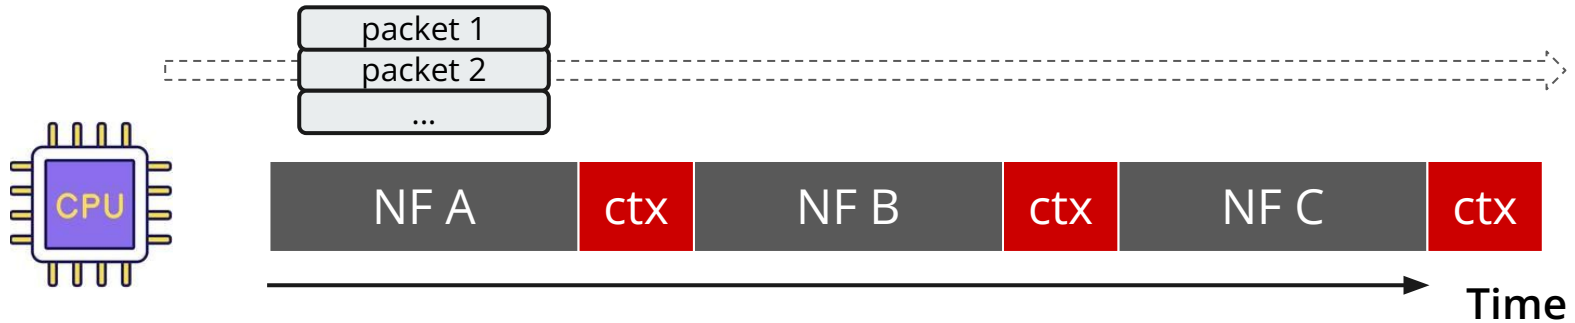 packet 1
packet 2
...
CPU
NF A
ctx
NF B
ctx
NF C
ctx
Time